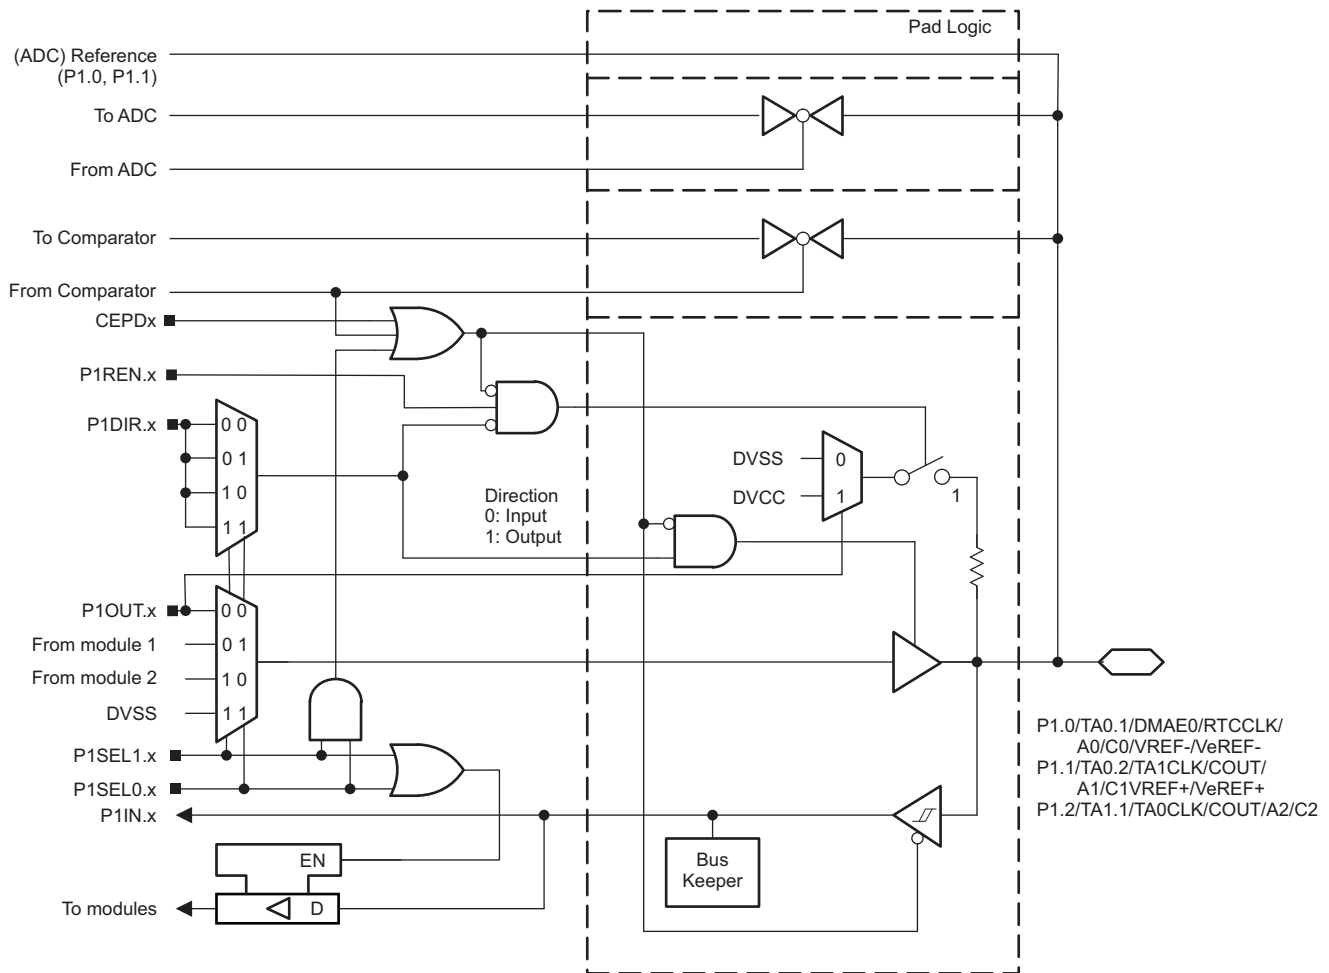 Pad Logic
(ADC) Reference
(P1.0, P1.1)
To ADC
From ADC
To Comparator
From Comparator
CEPDx
P1REN.x
P1DIR.x
0 0
0 1
1 0
1 1
Direction
0: Input
1: Output
DVSS
DVCC
0
1
1
P1OUT.x
From module 1
From module 2
DVSS
0 0
0 1
1 0
1 1
P1SEL1.x
P1SEL0.x
P1IN.x
EN
D
To modules
Bus
Keeper
P1.0/TA0.1/DMAE0/RTCCLK/
A0/C0/VREF-/VeREF-
P1.1/TA0.2/TA1CLK/COUT/
A1/C1VREF+/VeREF+
P1.2/TA1.1/TA0CLK/COUT/A2/C2